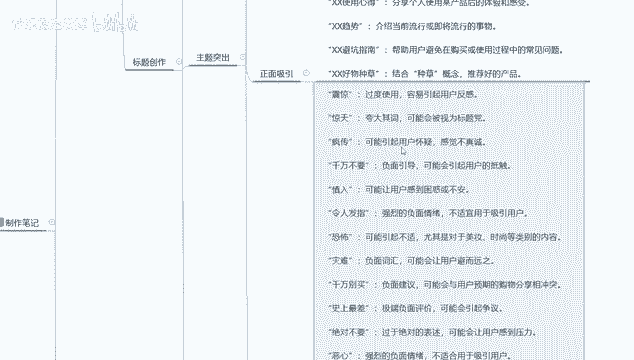 "XX使用心得"：分享个人使用某产品后的体验和感受。
"XX趋势"：介绍当前流行或即将流行的事物。
"XX避坑指南"：帮助用户避免在购买或使用过程中的常见问题。
"XX好物种草"：结合"种草"概念，推荐好的产品。
标题创作
主题突出
正面吸引
"震惊"：过度使用，容易引起用户反感。
"惊天"：夸大其词，可能会被视为标题党。
"疯传"：可能引起用户怀疑，感觉不真诚。
"千万不要"：负面引导，可能会引起用户的抵触。
"慎入"：可能让用户感到困惑或不安。
"令人发指"：强烈的负面情绪，不适宜用于吸引用户。
"恐怖"：可能引起不适，尤其是对于美妆、时尚等类别的内容。
"灾难"：负面词汇，可能会让用户避而远之。
"千万别买"：负面建议，可能会与用户预期的购物分享相冲突。
"史上最差"：极端负面评价，可能会引起争议。
"绝对不要"：过于绝对的表述，可能会让用户感到压力。
"恶心"：强烈的负面情绪，不适合用于吸引用户。
制作笔记